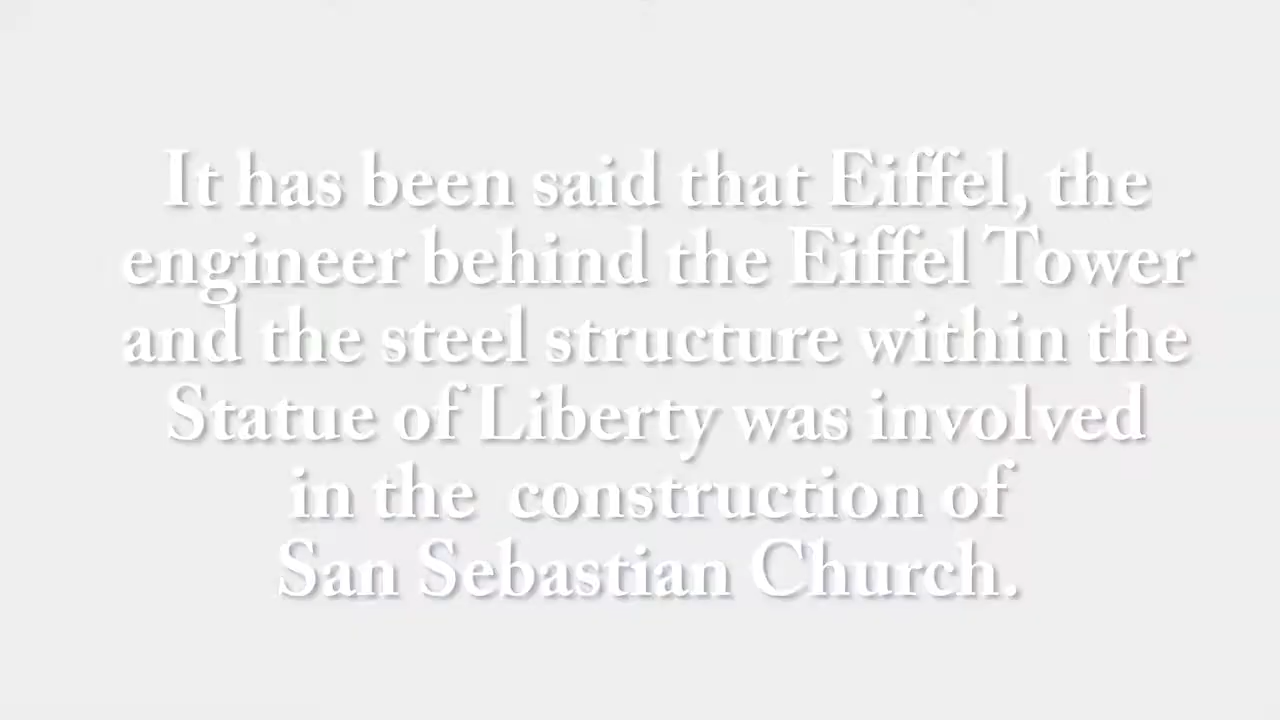 It has been said that Eiffel, the
engineer behind the Eiffel Tower
and the steel structure within the
Statue of Liberty was involved
in the  construction of
San Sebastian Church.